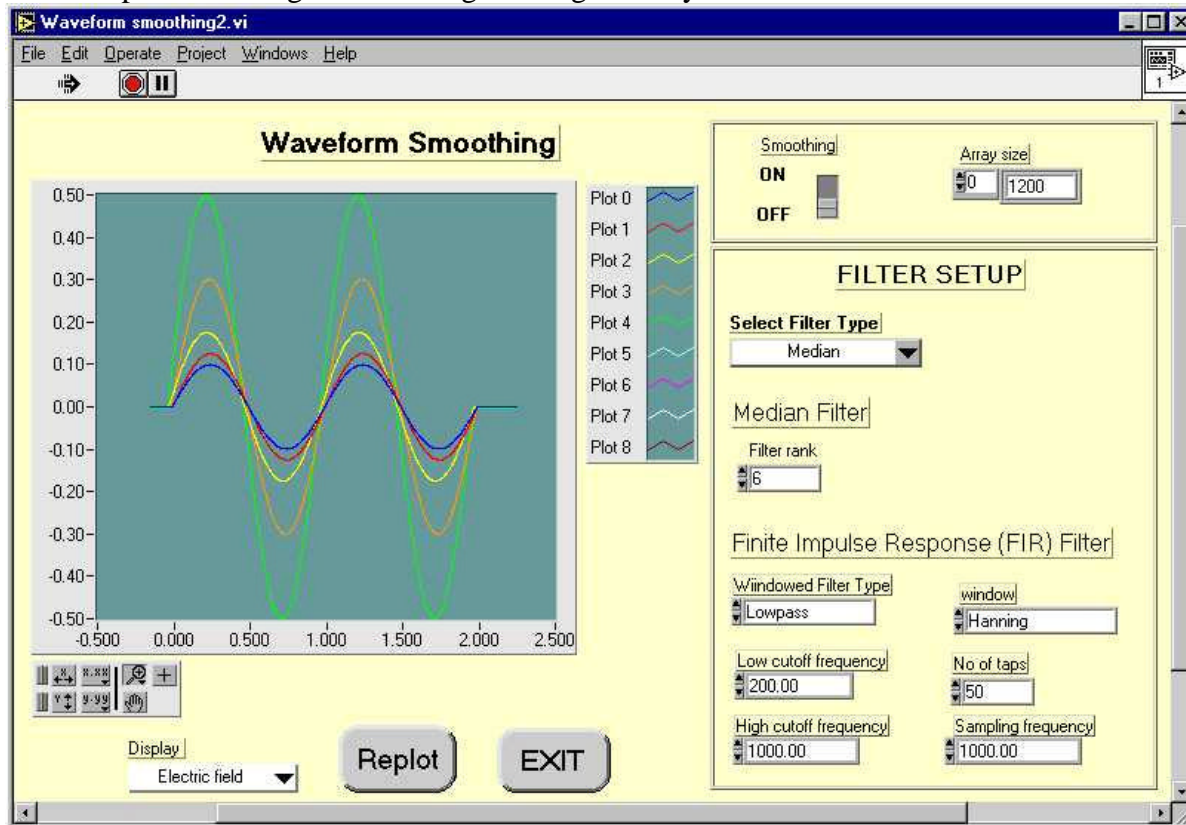 Waveform smoothing2.vi
File Edit Operate Project Windows Help
1
Waveform Smoothing
0.50
0.40
0.30
0.20
0.10
0.00
-0.10
-0.20
-0.30
-0.40
-0.50
-0.500 0.000 0.500 1.000 1.500 2.000 2.500
Plot 0
Plot 1
Plot 2
Plot 3
Plot 4
Plot 5
Plot 6
Plot 7
Plot 8
Display
Electric field
Replot
EXIT
Smoothing
ON
OFF
Array size
0 1200
FILTER SETUP
Select Filter Type
Median
Median Filter
Filter rank
6
Finite Impulse Response (FIR) Filter
Wiindowed Filter Type
Lowpass
window
Hanning
Low cutoff frequency
200.00
No of taps
50
High cutoff frequency
1000.00
Sampling frequency
1000.00